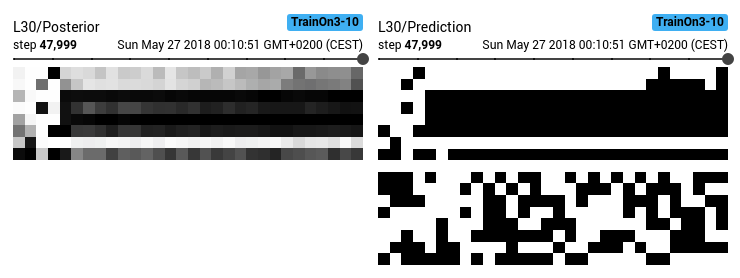 L30/Posterior TrainOn3-10
step 47,999 Sun May 27 2018 00:10:51 GMT+0200 (CEST)
L30/Prediction TrainOn3-10
step 47,999 Sun May 27 2018 00:10:51 GMT+0200 (CEST)